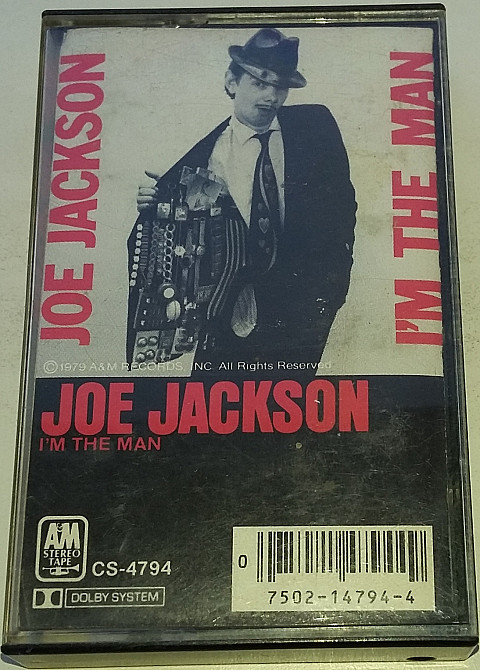 JOE JACKSON
I'M THE MAN
©1979 A&M RECORDS, INC. All Rights Reserved
JOE JACKSON
I'M THE MAN
A&M
STEREO
TAPE
CS-4794
DOLBY SYSTEM
0
7502-14794-4